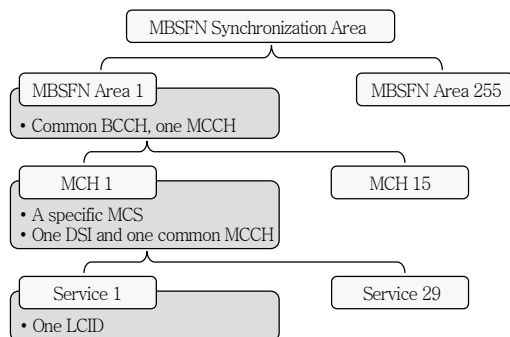 MBSFN Synchronization Area
MBSFN Area 1
MBSFN Area 255
• Common BCCH, one MCCH
MCH 1
MCH 15
• A specific MCS
• One DSI and one common MCCH
Service 1
Service 29
• One LCID